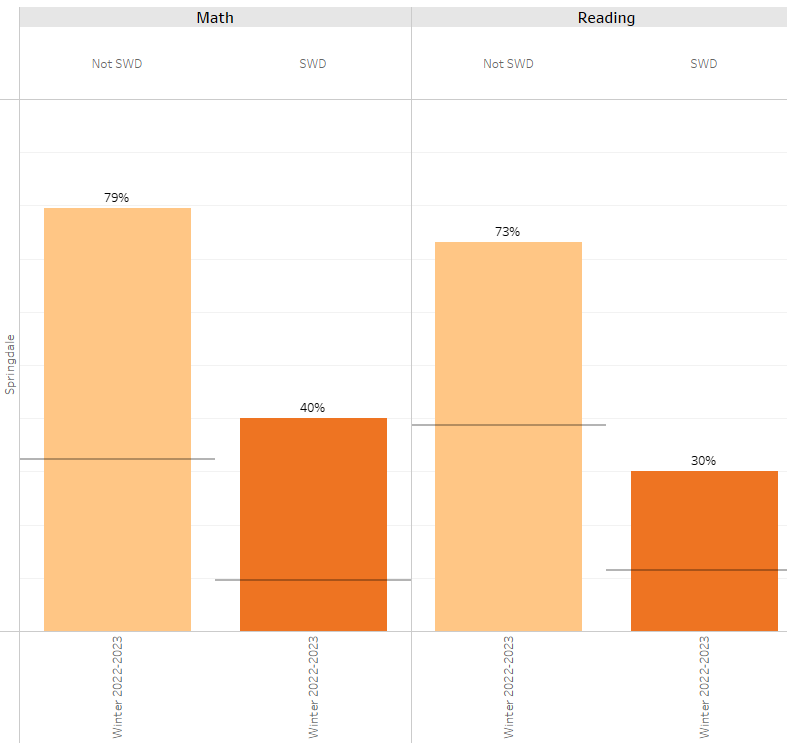 Math
Reading
Not SWD
SWD
Not SWD
SWD
79%
73%
40%
30%
Springdale
Winter 2022-2023
Winter 2022-2023
Winter 2022-2023
Winter 2022-2023